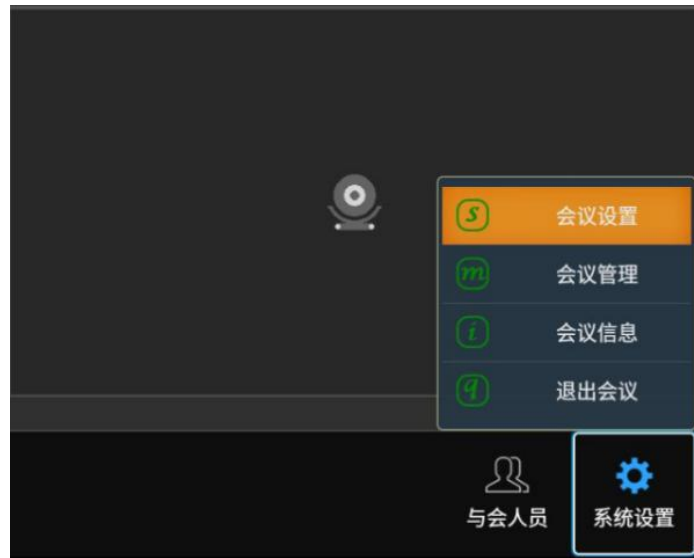 s 会议设置
m 会议管理
i 会议信息
q 退出会议
与会人员 系统设置